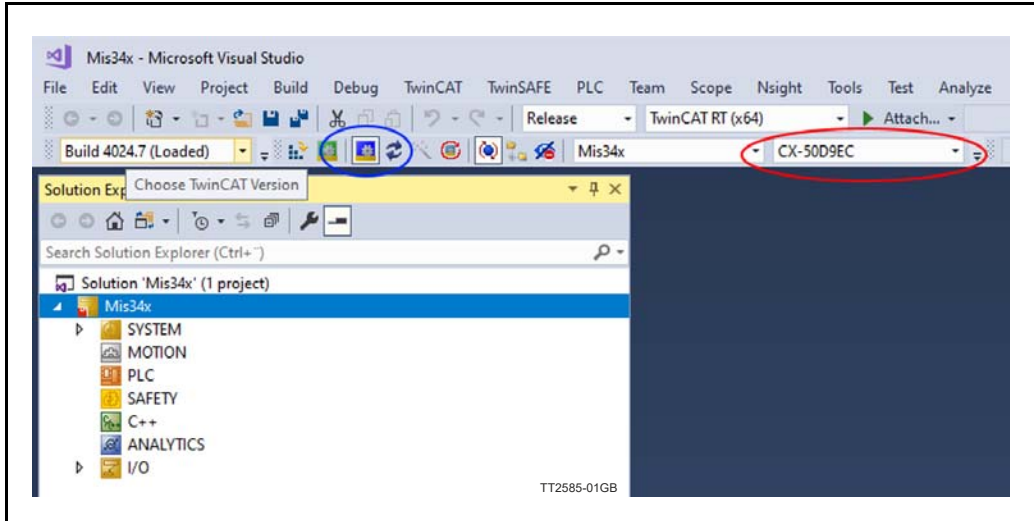 Mis34x - Microsoft Visual Studio
File Edit View Project Build Debug TwinCAT TwinSAFE PLC Team Scope Nsight Tools Test Analyze
Release TwinCAT RT (x64) Attach...
Build 4024.7 (Loaded) Mis34x CX-50D9EC
Solution Exp Choose TwinCAT Version
Search Solution Explorer (Ctrl+¨)
Solution 'Mis34x' (1 project)
Mis34x
SYSTEM
MOTION
PLC
SAFETY
C++
ANALYTICS
I/O
TT2585-01GB